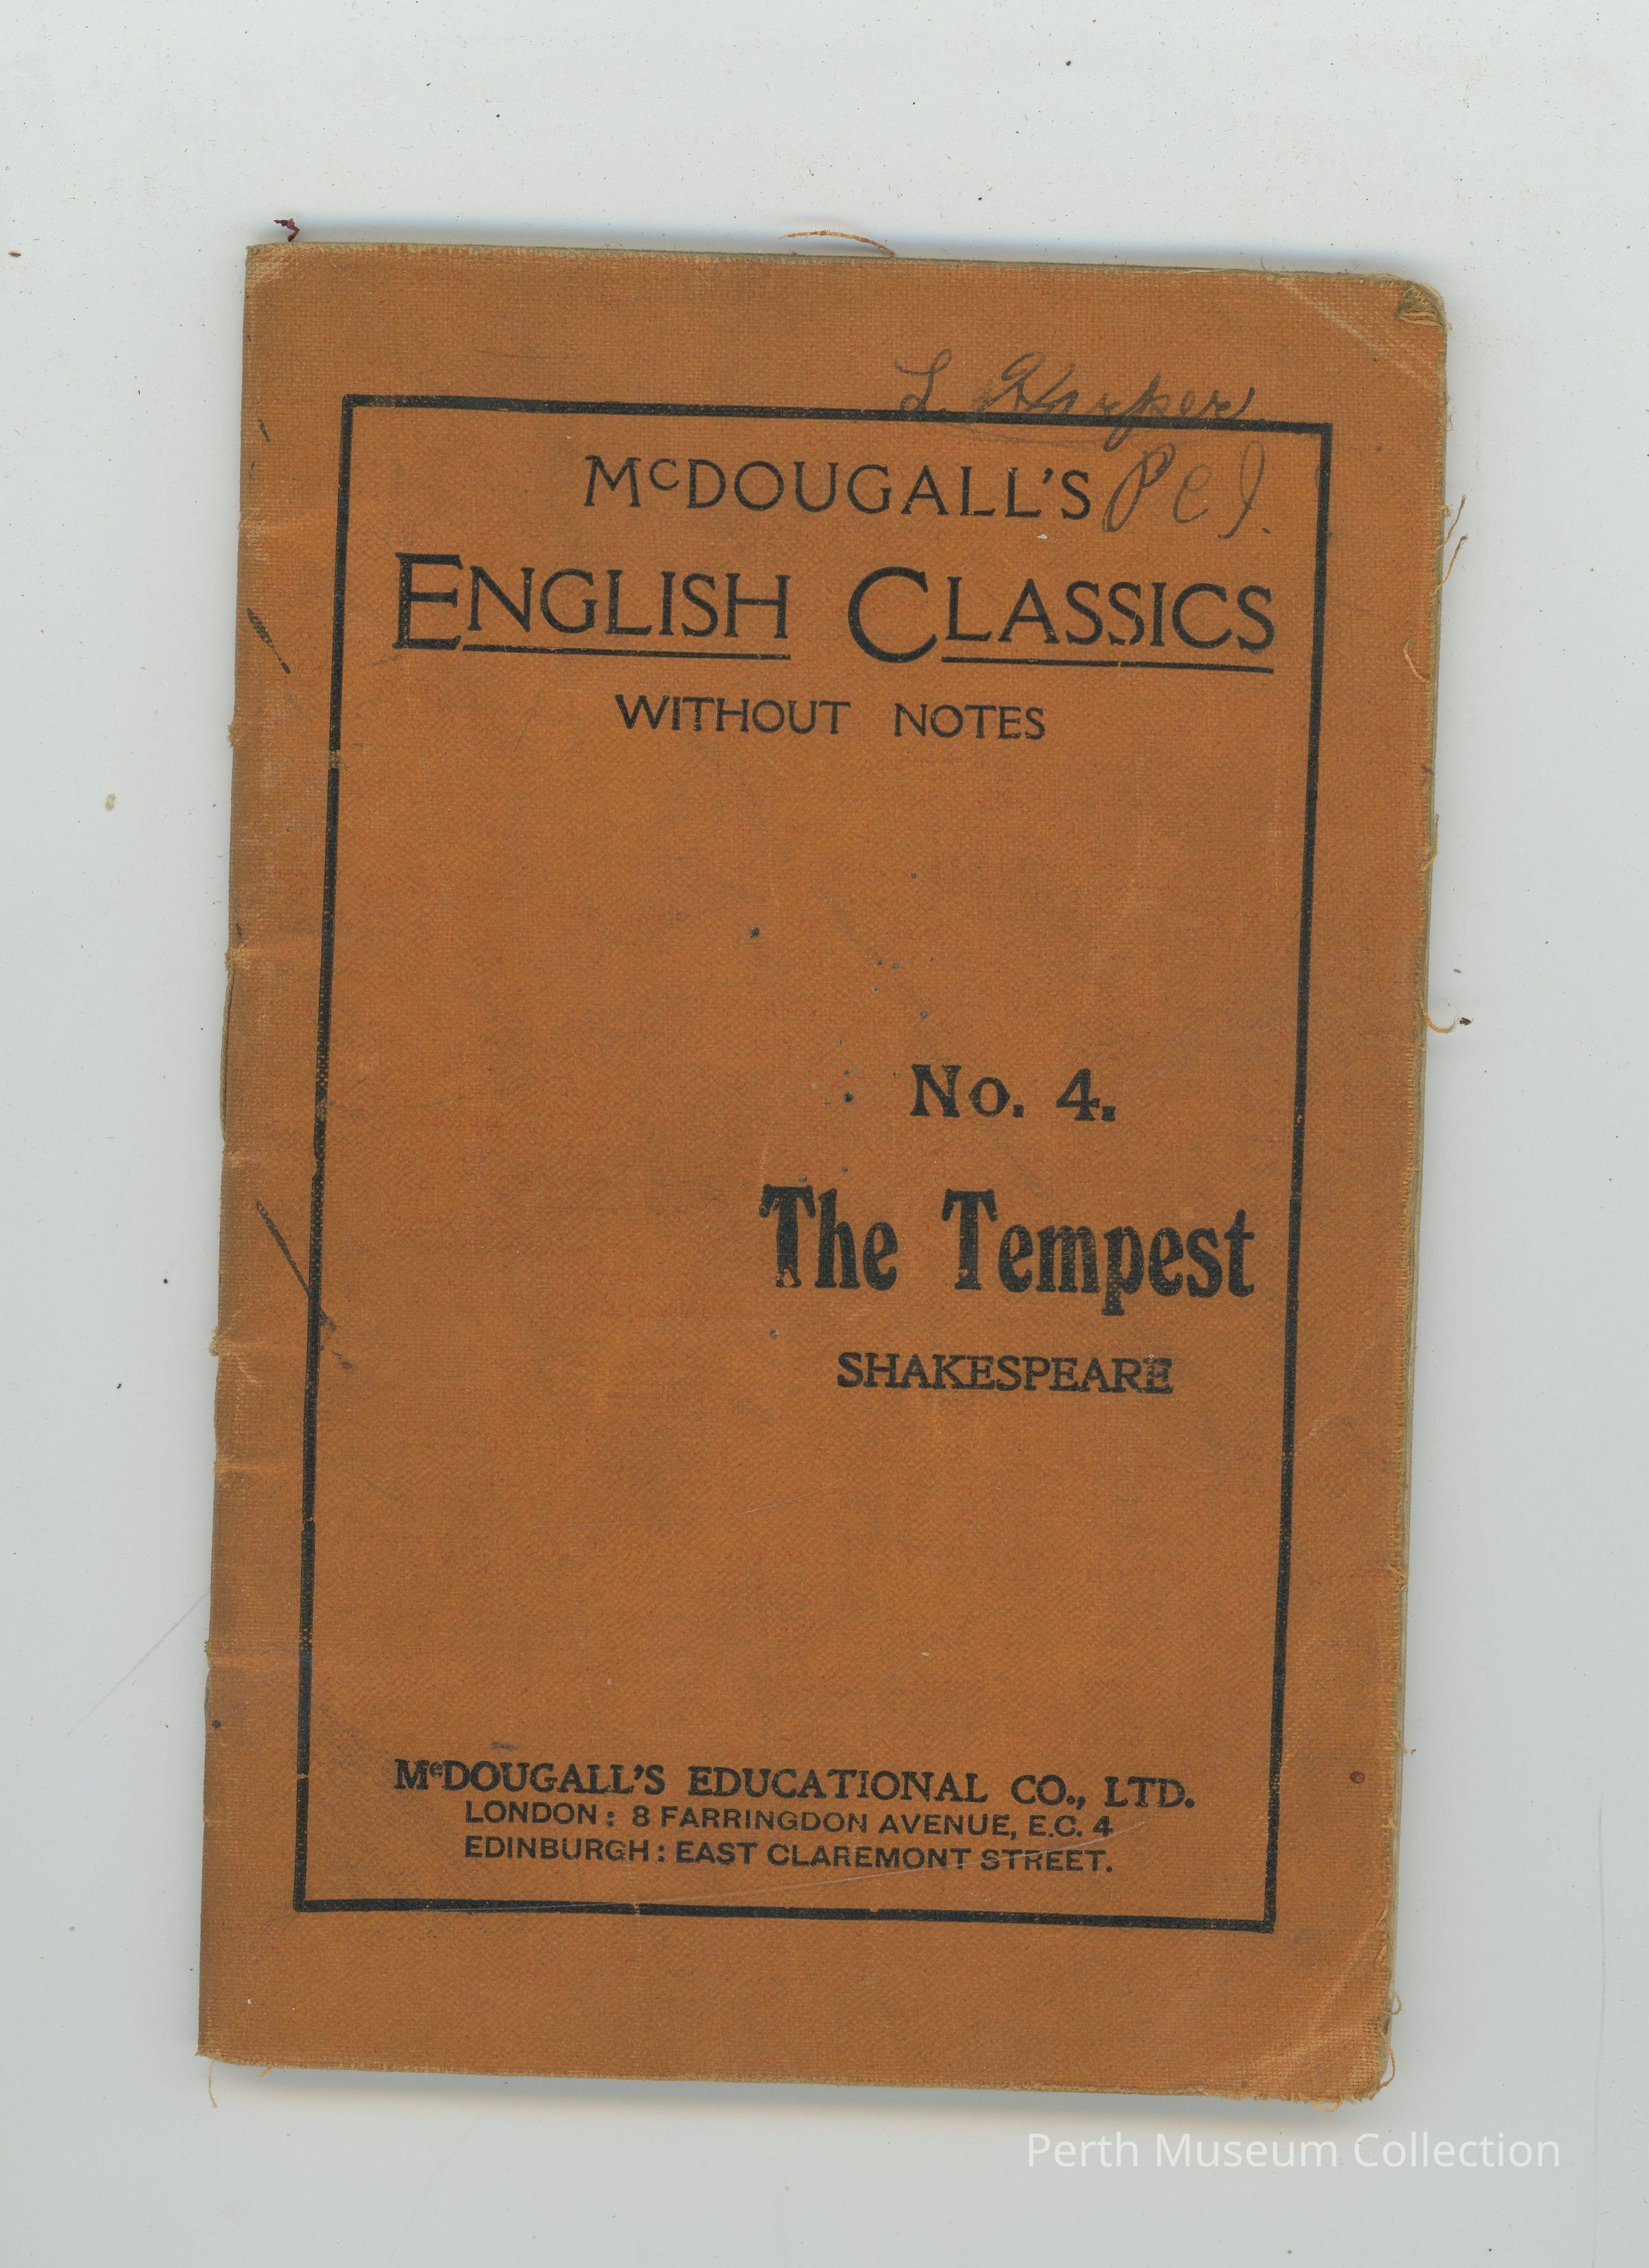 L. Harper
McDOUGALL'S
ENGLISH CLASSICS
WITHOUT NOTES
No. 4.
The Tempest
SHAKESPEARE
McDOUGALL'S EDUCATIONAL CO., LTD.
LONDON: 8 FARRINGDON AVENUE, E.C. 4
EDINBURGH: EAST CLAREMONT STREET.
Perth Museum Collection